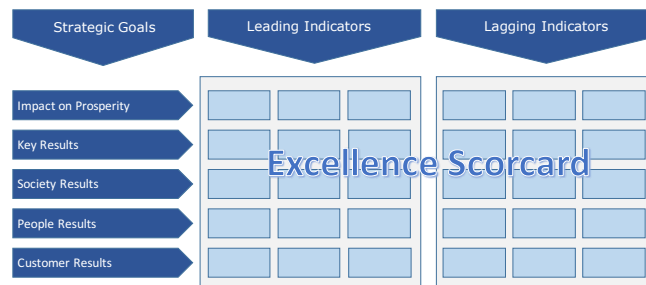 Strategic Goals
Leading Indicators
Lagging Indicators
Impact on Prosperity
Key Results
Excellence Scorcard
Society Results
People Results
Customer Results